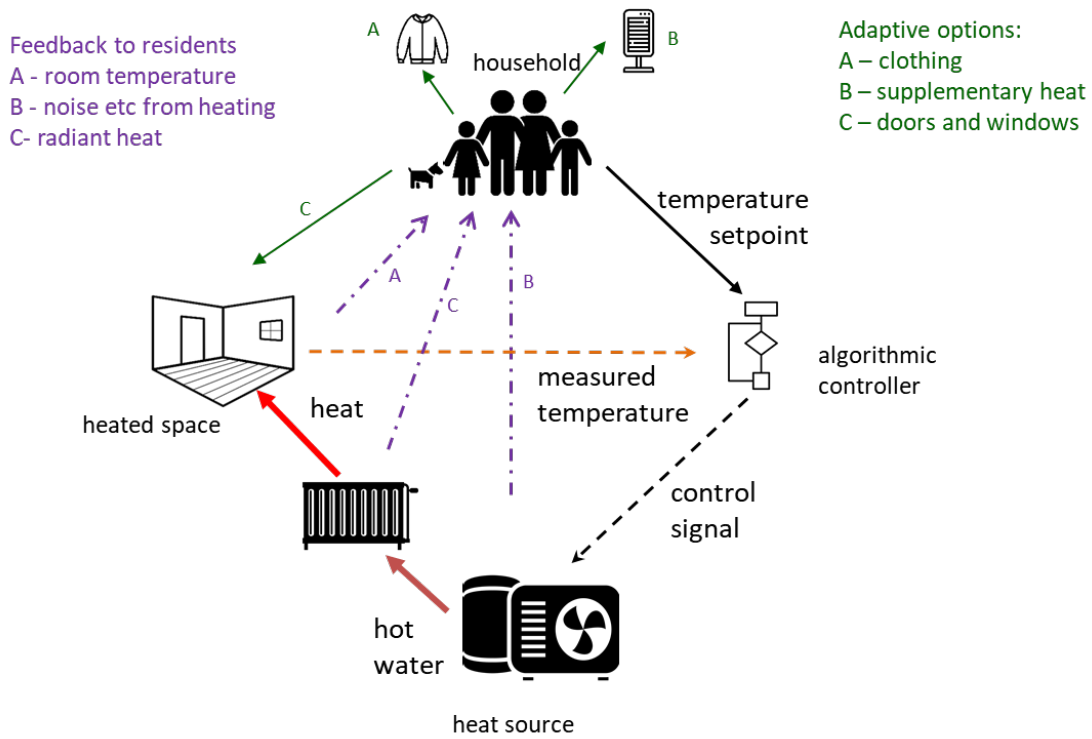 Feedback to residents
A - room temperature
B - noise etc from heating
C- radiant heat
A
household
B
Adaptive options:
A – clothing
B – supplementary heat
C – doors and windows
C
temperature
setpoint
A
C
B
measured
temperature
algorithmic
controller
heated space
heat
control
signal
hot
water
heat source